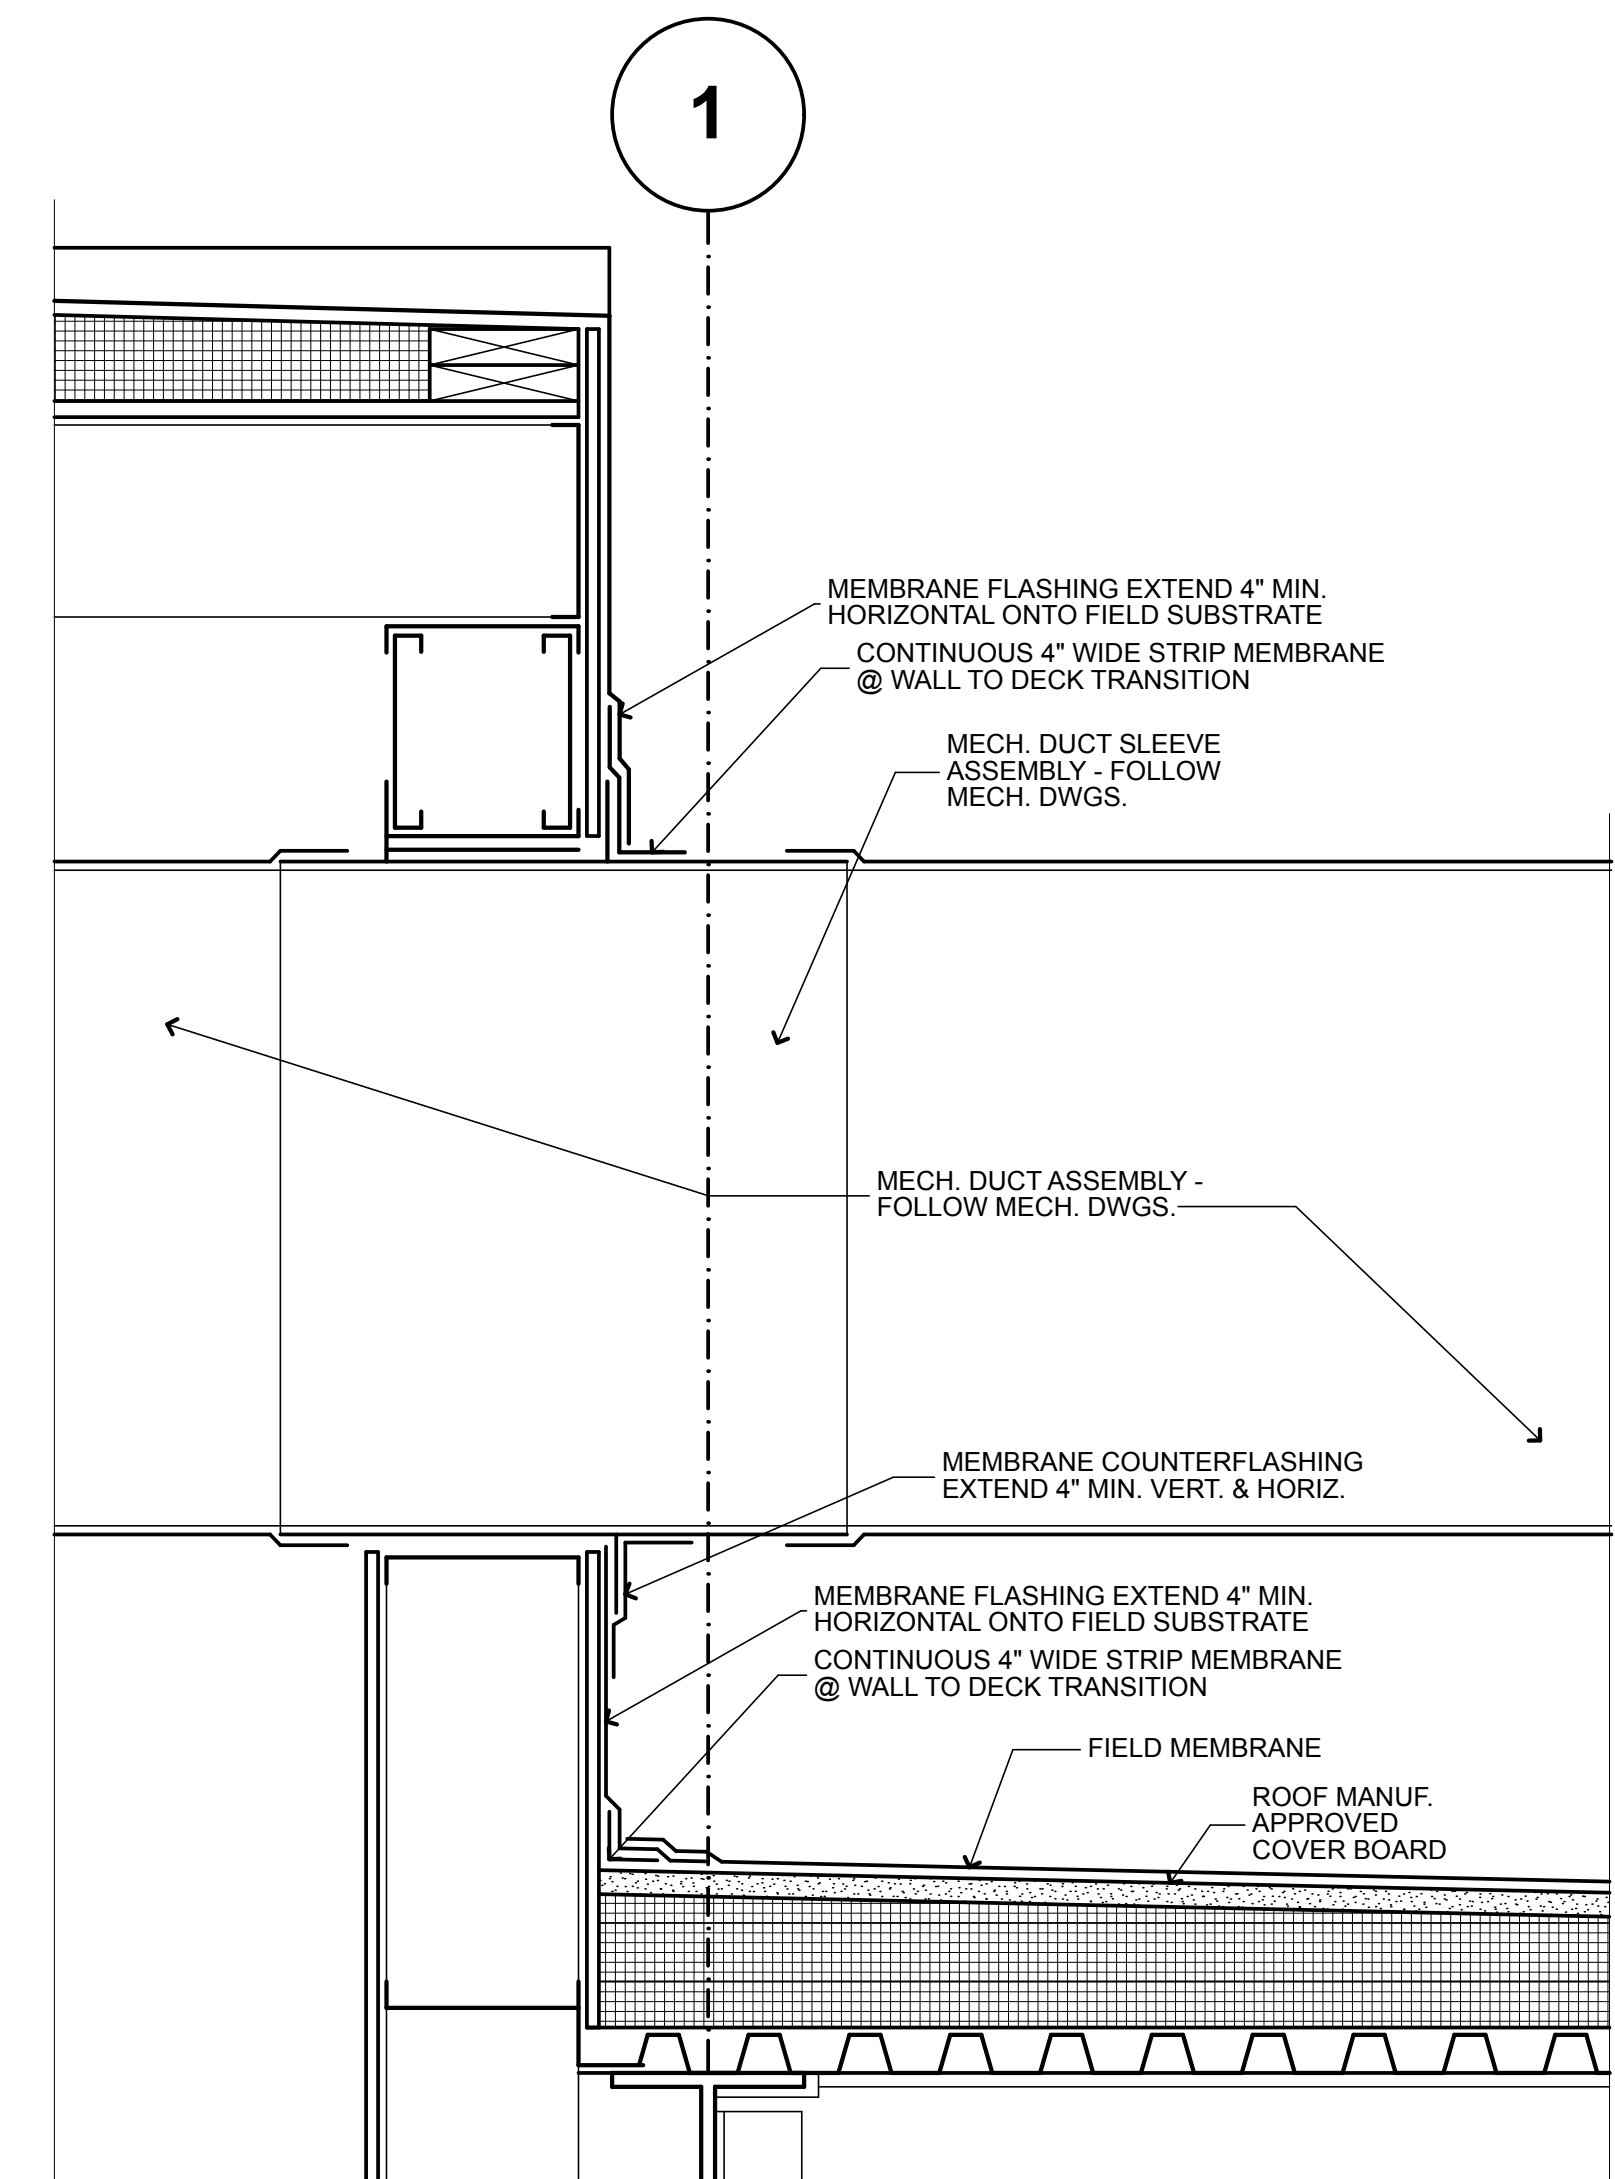 1
MEMBRANE FLASHING EXTEND 4" MIN.
HORIZONTAL ONTO FIELD SUBSTRATE
CONTINUOUS 4" WIDE STRIP MEMBRANE
@ WALL TO DECK TRANSITION
MECH. DUCT SLEEVE
ASSEMBLY - FOLLOW
MECH. DWGS.
MECH. DUCT ASSEMBLY -
FOLLOW MECH. DWGS.
MEMBRANE COUNTERFLASHING
EXTEND 4" MIN. VERT. & HORIZ.
MEMBRANE FLASHING EXTEND 4" MIN.
HORIZONTAL ONTO FIELD SUBSTRATE
CONTINUOUS 4" WIDE STRIP MEMBRANE
@ WALL TO DECK TRANSITION
FIELD MEMBRANE
ROOF MANUF.
APPROVED
COVER BOARD